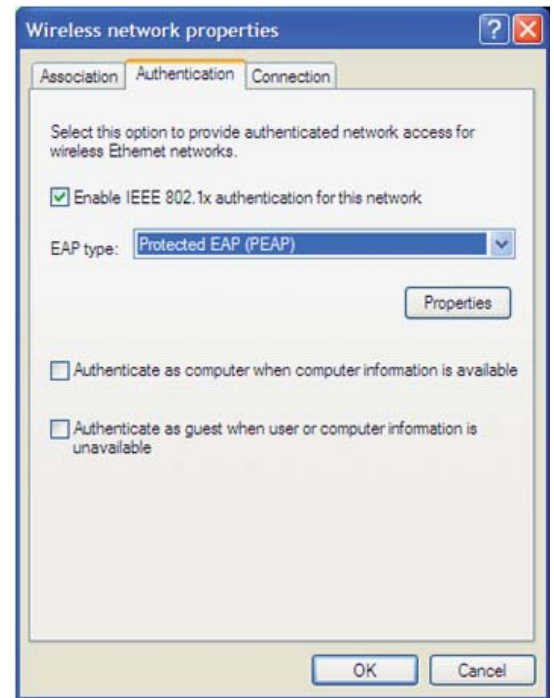 Wireless network properties
Association Authentication Connection
Select this option to provide authenticated network access for
wireless Ethernet networks.
Enable IEEE 802.1x authentication for this network
EAP type: Protected EAP (PEAP)
Properties
Authenticate as computer when computer information is available
Authenticate as guest when user or computer information is
unavailable
OK Cancel